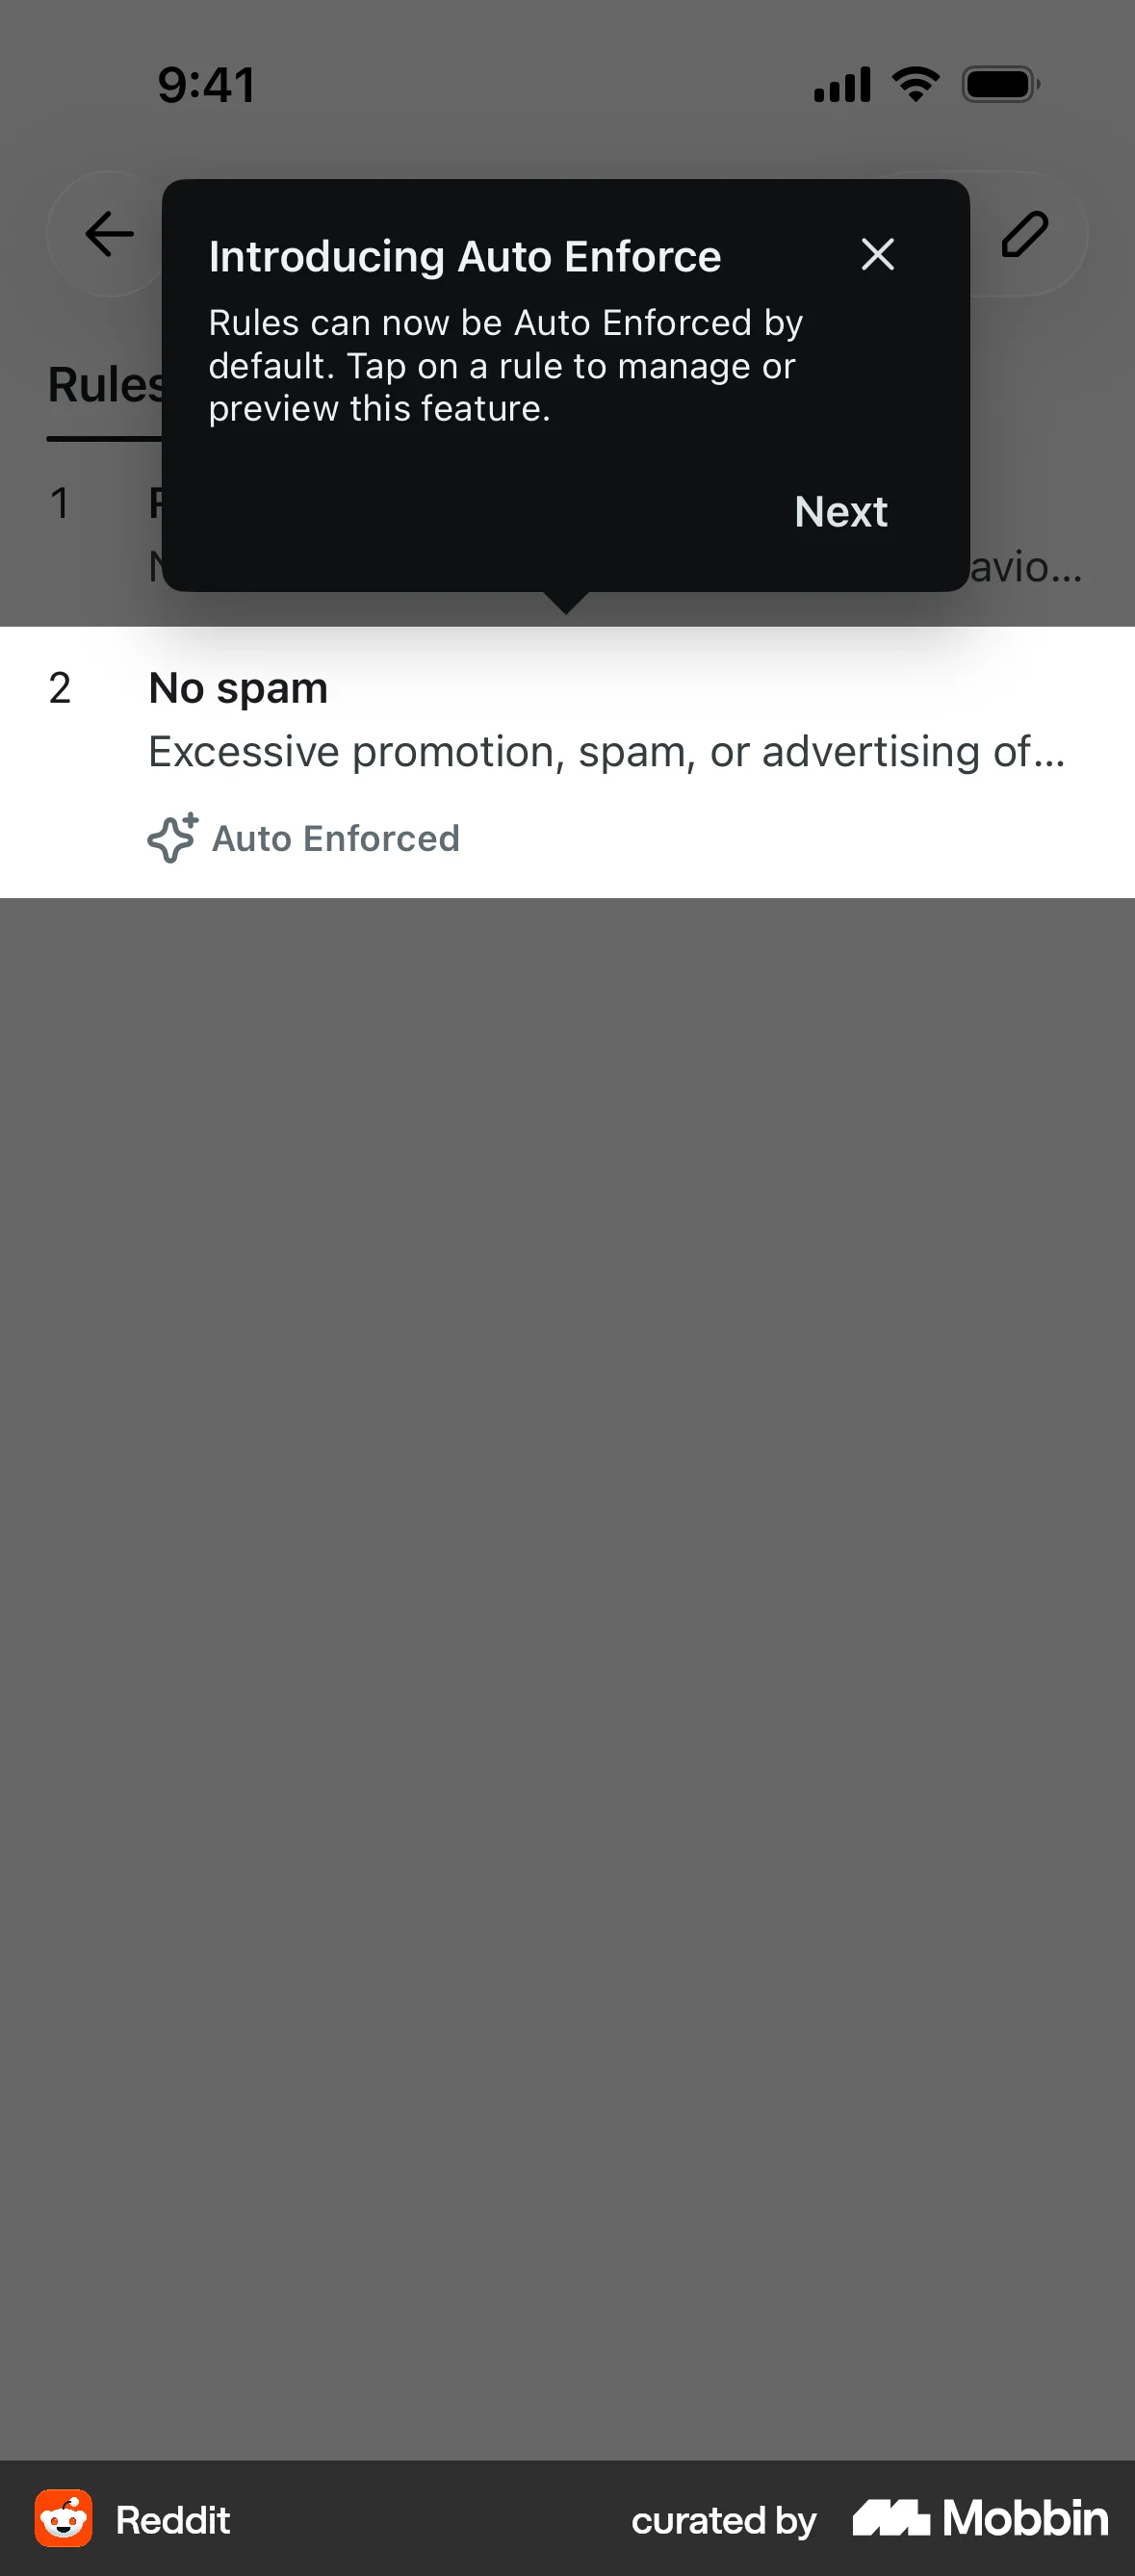 9:41
Introducing Auto Enforce
Rules can now be Auto Enforced by
default. Tap on a rule to manage or
preview this feature.
Next
Rules
1
2
No spam
Excessive promotion, spam, or advertising of...
Auto Enforced
Reddit
curated by Mobbin